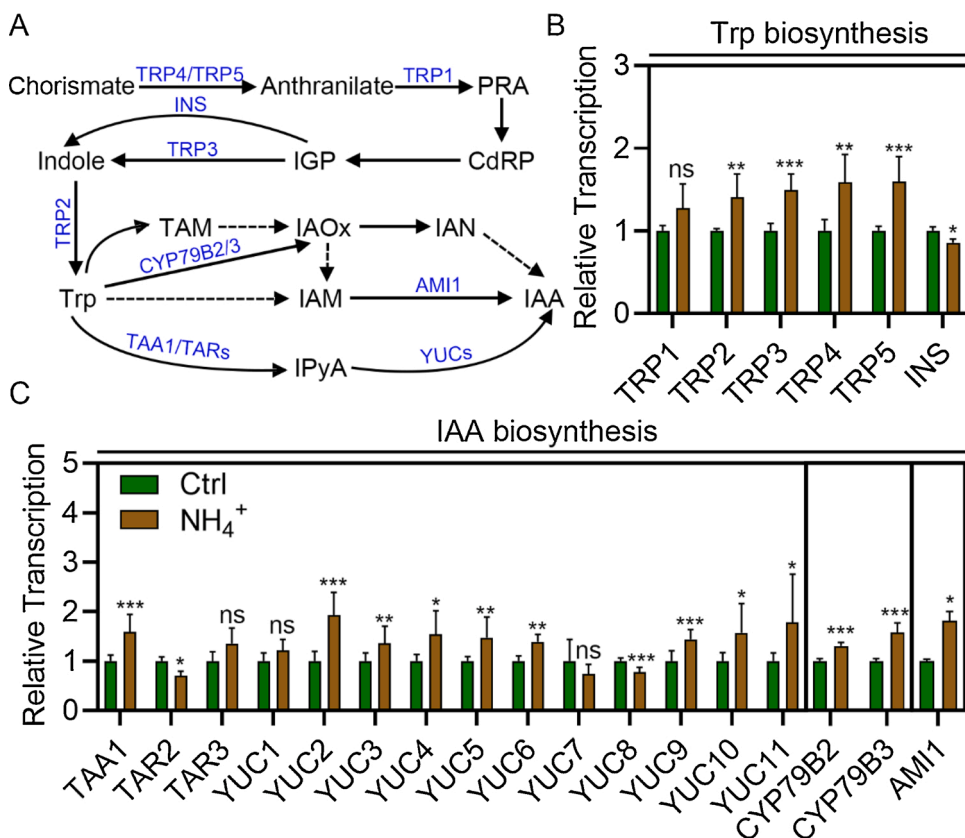 A
Chorismate TRP4/TRP5 Anthranilate TRP1 PRA
INS
Indole TRP3 IGP CdRP
TRP2
TAM IAOx IAN
CYP79B2/3
Trp IAM AMI1 IAA
TAA1/TARs YUCs
IPyA
B
Trp biosynthesis
Relative Transcription
3
2
1
0
ns ** *** ** *** *
TRP1 TRP2 TRP3 TRP4 TRP5 INS
C
IAA biosynthesis
Relative Transcription
5
4
3
2
1
0
Ctrl
NH₄⁺
*** * ns ns *** ** * ** ** ns *** *** * * *** *** *
TAA1 TAR2 TAR3 YUC1 YUC2 YUC3 YUC4 YUC5 YUC6 YUC7 YUC8 YUC9 YUC10 YUC11 CYP79B2 CYP79B3 AMI1